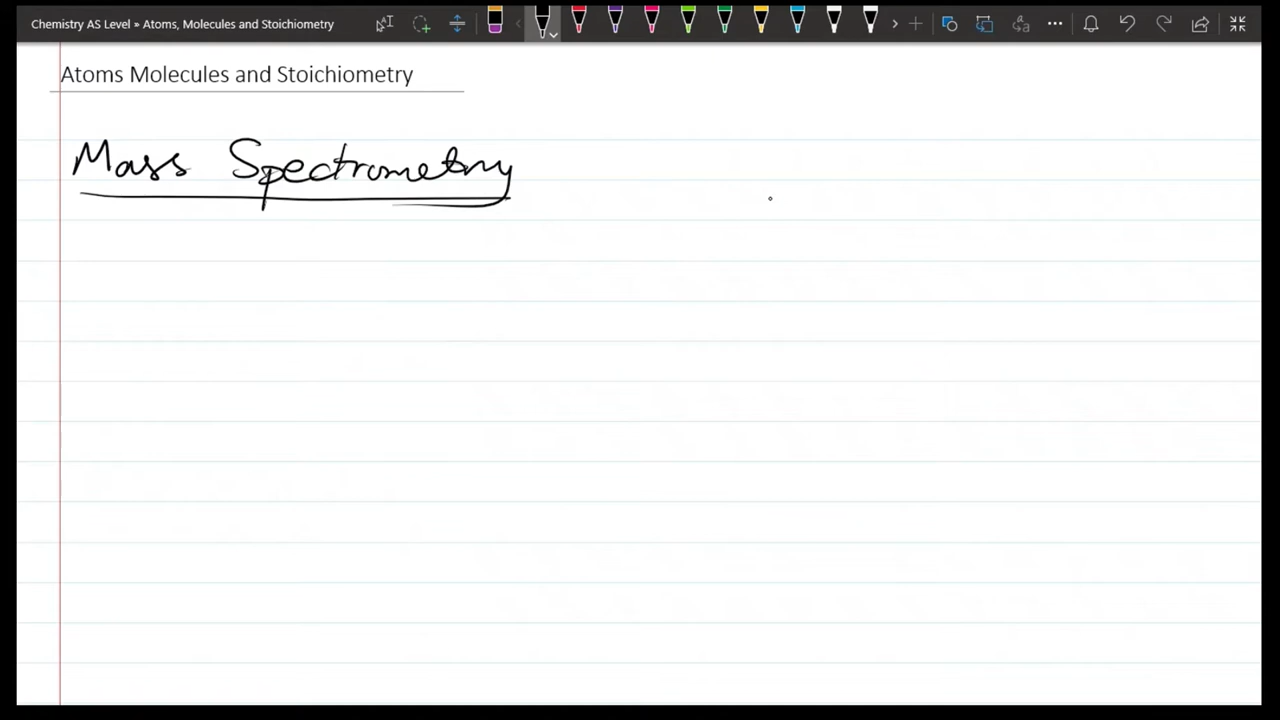 Chemistry AS Level » Atoms, Molecules and Stoichiometry
Atoms Molecules and Stoichiometry
Mass Spectrometry